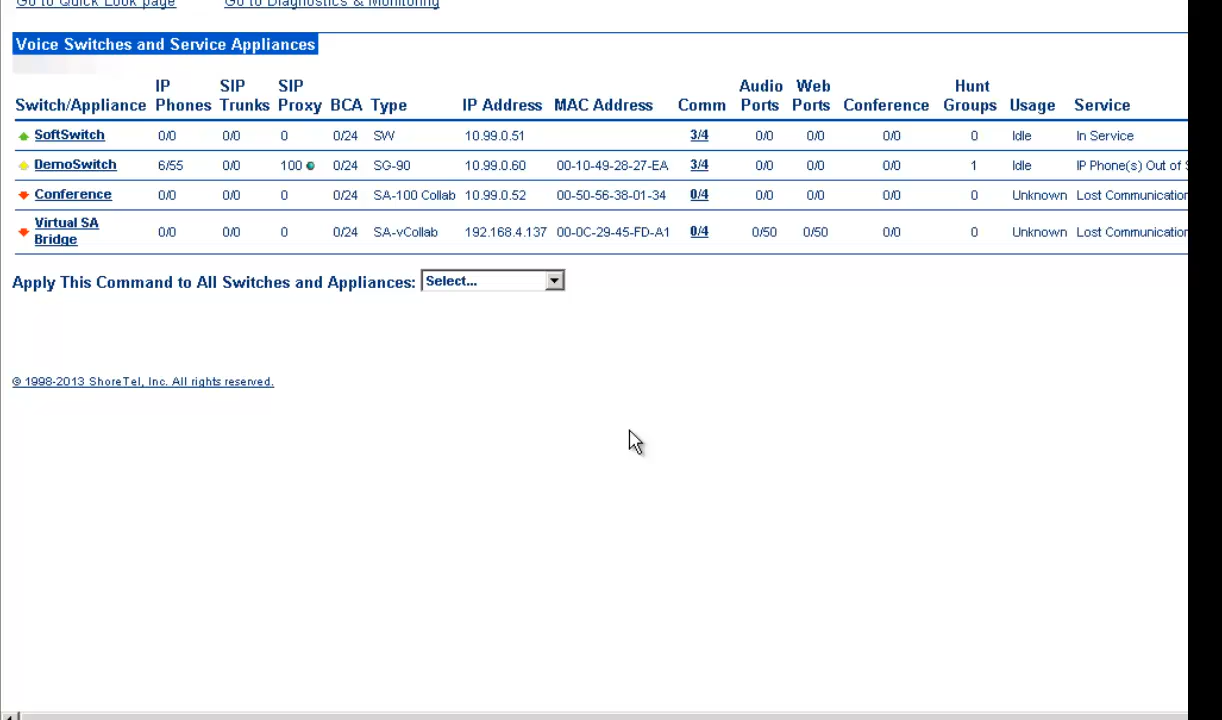 Go to Quick Look page Go to Diagnostics & Monitoring
Voice Switches and Service Appliances
Switch/Appliance IP Phones SIP Trunks SIP Proxy BCA Type IP Address MAC Address Comm Audio Ports Web Ports Conference Hunt Groups Usage Service
SoftSwitch 0/0 0/0 0 0/24 SW 10.99.0.51 3/4 0/0 0/0 0/0 0 Idle In Service
DemoSwitch 6/55 0/0 100 0/24 SG-90 10.99.0.60 00-10-49-28-27-EA 3/4 0/0 0/0 0/0 1 Idle IP Phone(s) Out of
Conference 0/0 0/0 0 0/24 SA-100 Collab 10.99.0.52 00-50-56-38-01-34 0/4 0/0 0/0 0/0 0 Unknown Lost Communication
Virtual SA Bridge 0/0 0/0 0 0/24 SA-vCollab 192.168.4.137 00-0C-29-45-FD-A1 0/4 0/50 0/50 0/0 0 Unknown Lost Communication
Apply This Command to All Switches and Appliances: Select...
© 1998-2013 ShoreTel, Inc. All rights reserved.